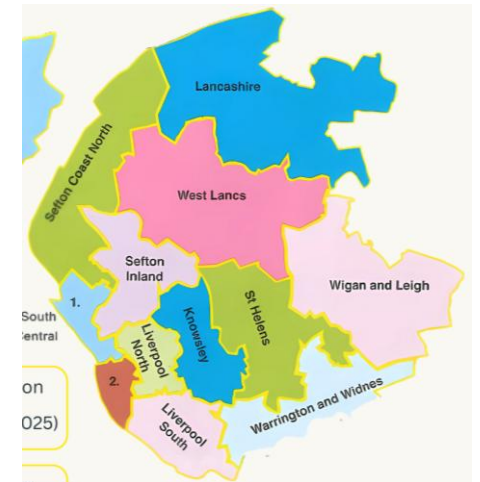 Lancashire
Sefton Coast North
West Lancs
Sefton
Inland
Wigan and Leigh
1.
South
Central
Knowsley
St Helens
Liverpool
North
2.
on
Warrington and Widnes
025)
Liverpool
South